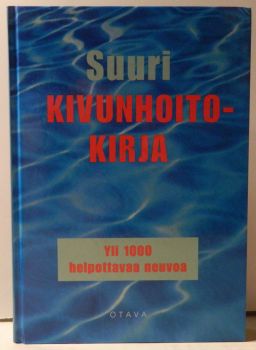 Suuri
KIVUNHOITO-
KIRJA
Yli 1000
helpottavaa neuvoa
OTAVA